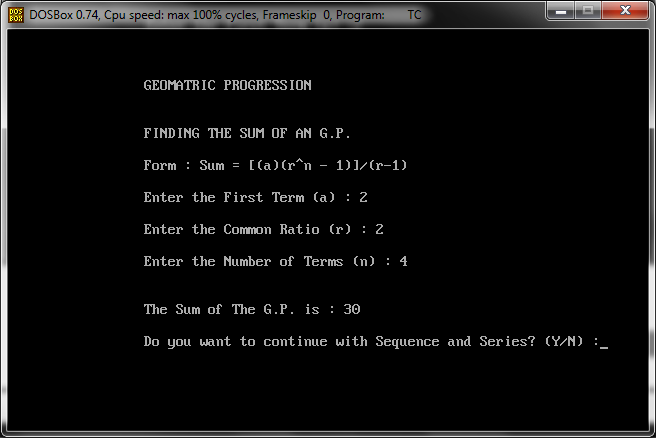 DOS BOX DOSBox 0.74, Cpu speed: max 100% cycles, Frameskip 0, Program: TC
GEOMATRIC PROGRESSION
FINDING THE SUM OF AN G.P.
Form : Sum = [(a)(r^n - 1)]/(r-1)
Enter the First Term (a) : 2
Enter the Common Ratio (r) : 2
Enter the Number of Terms (n) : 4
The Sum of The G.P. is : 30
Do you want to continue with Sequence and Series? (Y/N) :_